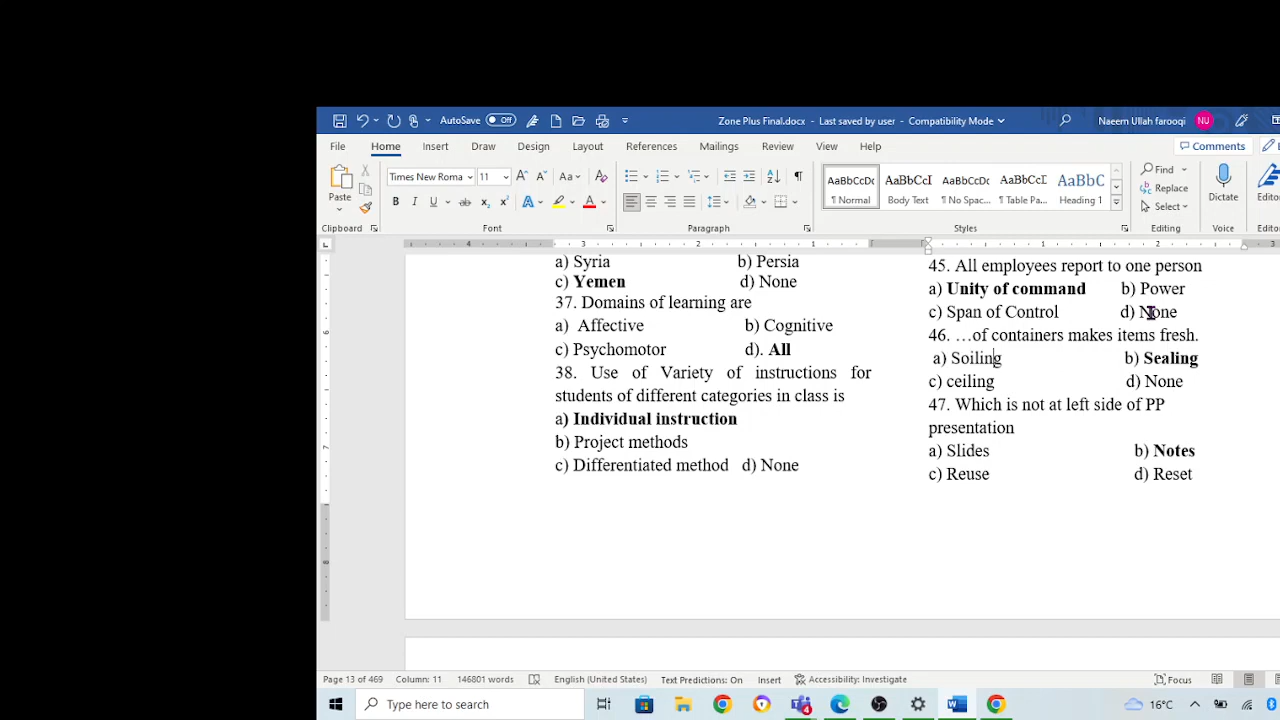 AutoSave Off
Zone Plus Final.docx - Last saved by user - Compatibility Mode
Naeem Ullah farooqi NU
File Home Insert Draw Design Layout References Mailings Review View Help
Comments
Paste
Times New Roma 11
AaBbCcDc AaBbCcI AaBbCcDc AaBbCcI AaBbC
¶ Normal Body Text ¶ No Spac... ¶ Table Pa... Heading 1
Find
Replace
Select
Dictate
Clipboard Font Paragraph Styles Editing Voice
a) Syria b) Persia
c) Yemen d) None
37. Domains of learning are
a) Affective b) Cognitive
c) Psychomotor d). All
38. Use of Variety of instructions for
students of different categories in class is
a) Individual instruction
b) Project methods
c) Differentiated method d) None
45. All employees report to one person
a) Unity of command b) Power
c) Span of Control d) None
46. …of containers makes items fresh.
a) Soiling b) Sealing
c) ceiling d) None
47. Which is not at left side of PP
presentation
a) Slides b) Notes
c) Reuse d) Reset
Page 13 of 469 Column: 11 146801 words English (United States) Text Predictions: On Insert Accessibility: Investigate Focus
Type here to search
16°C